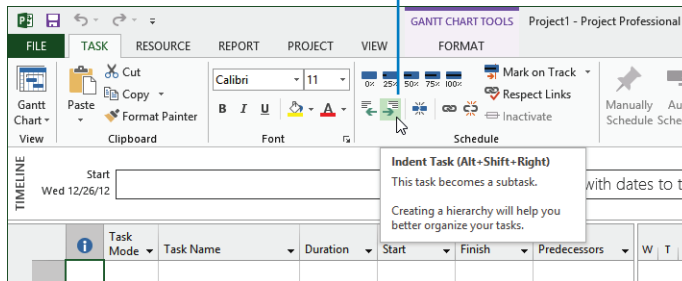 GANTT CHART TOOLS Project1 - Project Professional
FILE TASK RESOURCE REPORT PROJECT VIEW FORMAT
Gantt
Chart
View
Paste
Cut
Copy
Format Painter
Clipboard
Calibri 11
B I U A
Font
0× 25× 50× 75× 100×
Mark on Track
Respect Links
Inactivate
Schedule
Manually
Schedule
Indent Task (Alt+Shift+Right)
This task becomes a subtask.
Creating a hierarchy will help you
better organize your tasks.
TIMELINE
Start
Wed 12/26/12
with dates to
Task
Mode Task Name Duration Start Finish Predecessors W T